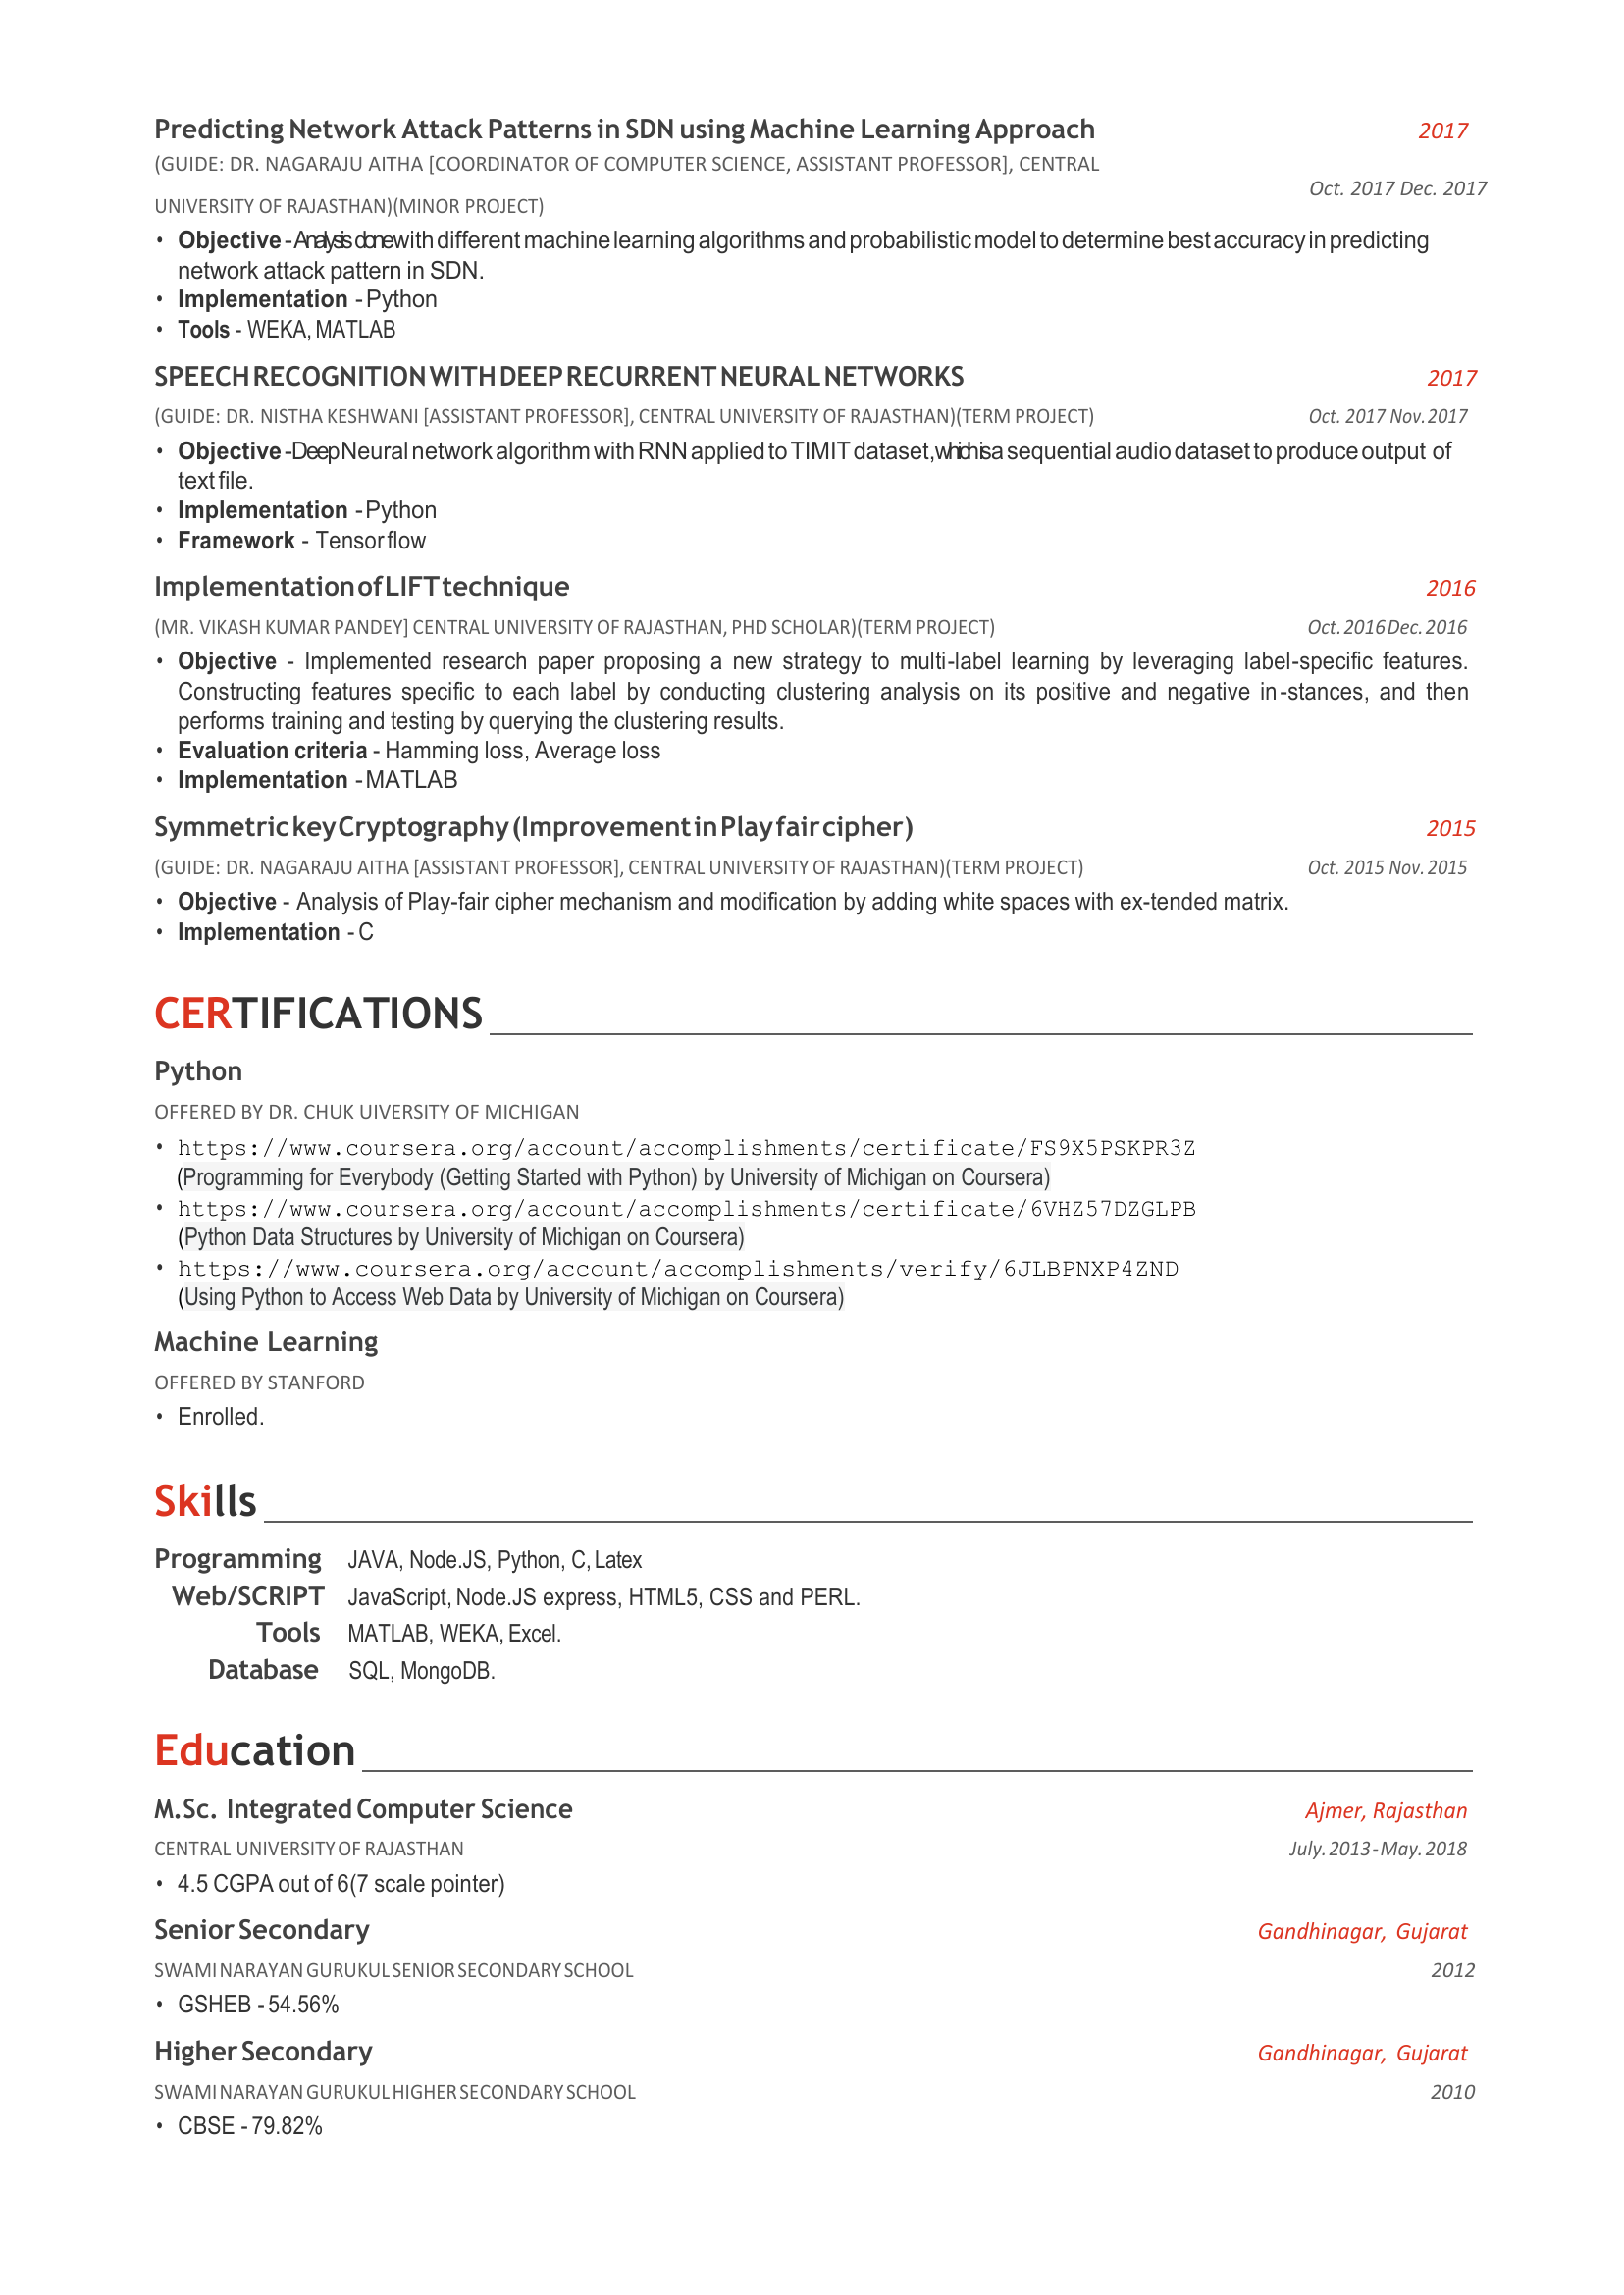 Predicting Network Attack Patterns in SDN using Machine Learning Approach 2017
(GUIDE: DR. NAGARAJU AITHA [COORDINATOR OF COMPUTER SCIENCE, ASSISTANT PROFESSOR], CENTRAL
Oct. 2017 Dec. 2017
UNIVERSITY OF RAJASTHAN)(MINOR PROJECT)
• Objective - Analysis done with different machine learning algorithms and probabilistic model to determine best accuracy in predicting
network attack pattern in SDN.
• Implementation - Python
• Tools - WEKA, MATLAB
SPEECH RECOGNITION WITH DEEP RECURRENT NEURAL NETWORKS 2017
(GUIDE: DR. NISTHA KESHWANI [ASSISTANT PROFESSOR], CENTRAL UNIVERSITY OF RAJASTHAN)(TERM PROJECT) Oct. 2017 Nov. 2017
• Objective - Deep Neural network algorithm with RNN applied to TIMIT dataset, which is a sequential audio dataset to produce output of
text file.
• Implementation - Python
• Framework - Tensorflow
Implementation of LIFT technique 2016
(MR. VIKASH KUMAR PANDEY] CENTRAL UNIVERSITY OF RAJASTHAN, PHD SCHOLAR)(TERM PROJECT) Oct. 2016 Dec. 2016
• Objective - Implemented research paper proposing a new strategy to multi-label learning by leveraging label-specific features.
Constructing features specific to each label by conducting clustering analysis on its positive and negative in-stances, and then
performs training and testing by querying the clustering results.
• Evaluation criteria - Hamming loss, Average loss
• Implementation - MATLAB
Symmetric key Cryptography (Improvement in Play fair cipher) 2015
(GUIDE: DR. NAGARAJU AITHA [ASSISTANT PROFESSOR], CENTRAL UNIVERSITY OF RAJASTHAN)(TERM PROJECT) Oct. 2015 Nov. 2015
• Objective - Analysis of Play-fair cipher mechanism and modification by adding white spaces with ex-tended matrix.
• Implementation - C
CERTIFICATIONS
Python
OFFERED BY DR. CHUK UIVERSITY OF MICHIGAN
• https://www.coursera.org/account/accomplishments/certificate/FS9X5PSKPR3Z
(Programming for Everybody (Getting Started with Python) by University of Michigan on Coursera)
• https://www.coursera.org/account/accomplishments/certificate/6VHZ57DZGLPB
(Python Data Structures by University of Michigan on Coursera)
• https://www.coursera.org/account/accomplishments/verify/6JLBPNXP4ZND
(Using Python to Access Web Data by University of Michigan on Coursera)
Machine Learning
OFFERED BY STANFORD
• Enrolled.
Skills
Programming JAVA, Node.JS, Python, C, Latex
Web/SCRIPT JavaScript, Node.JS express, HTML5, CSS and PERL.
Tools MATLAB, WEKA, Excel.
Database SQL, MongoDB.
Education
M.Sc. Integrated Computer Science Ajmer, Rajasthan
CENTRAL UNIVERSITY OF RAJASTHAN July. 2013 - May. 2018
• 4.5 CGPA out of 6(7 scale pointer)
Senior Secondary Gandhinagar, Gujarat
SWAMI NARAYAN GURUKUL SENIOR SECONDARY SCHOOL 2012
• GSHEB - 54.56%
Higher Secondary Gandhinagar, Gujarat
SWAMI NARAYAN GURUKUL HIGHER SECONDARY SCHOOL 2010
• CBSE - 79.82%